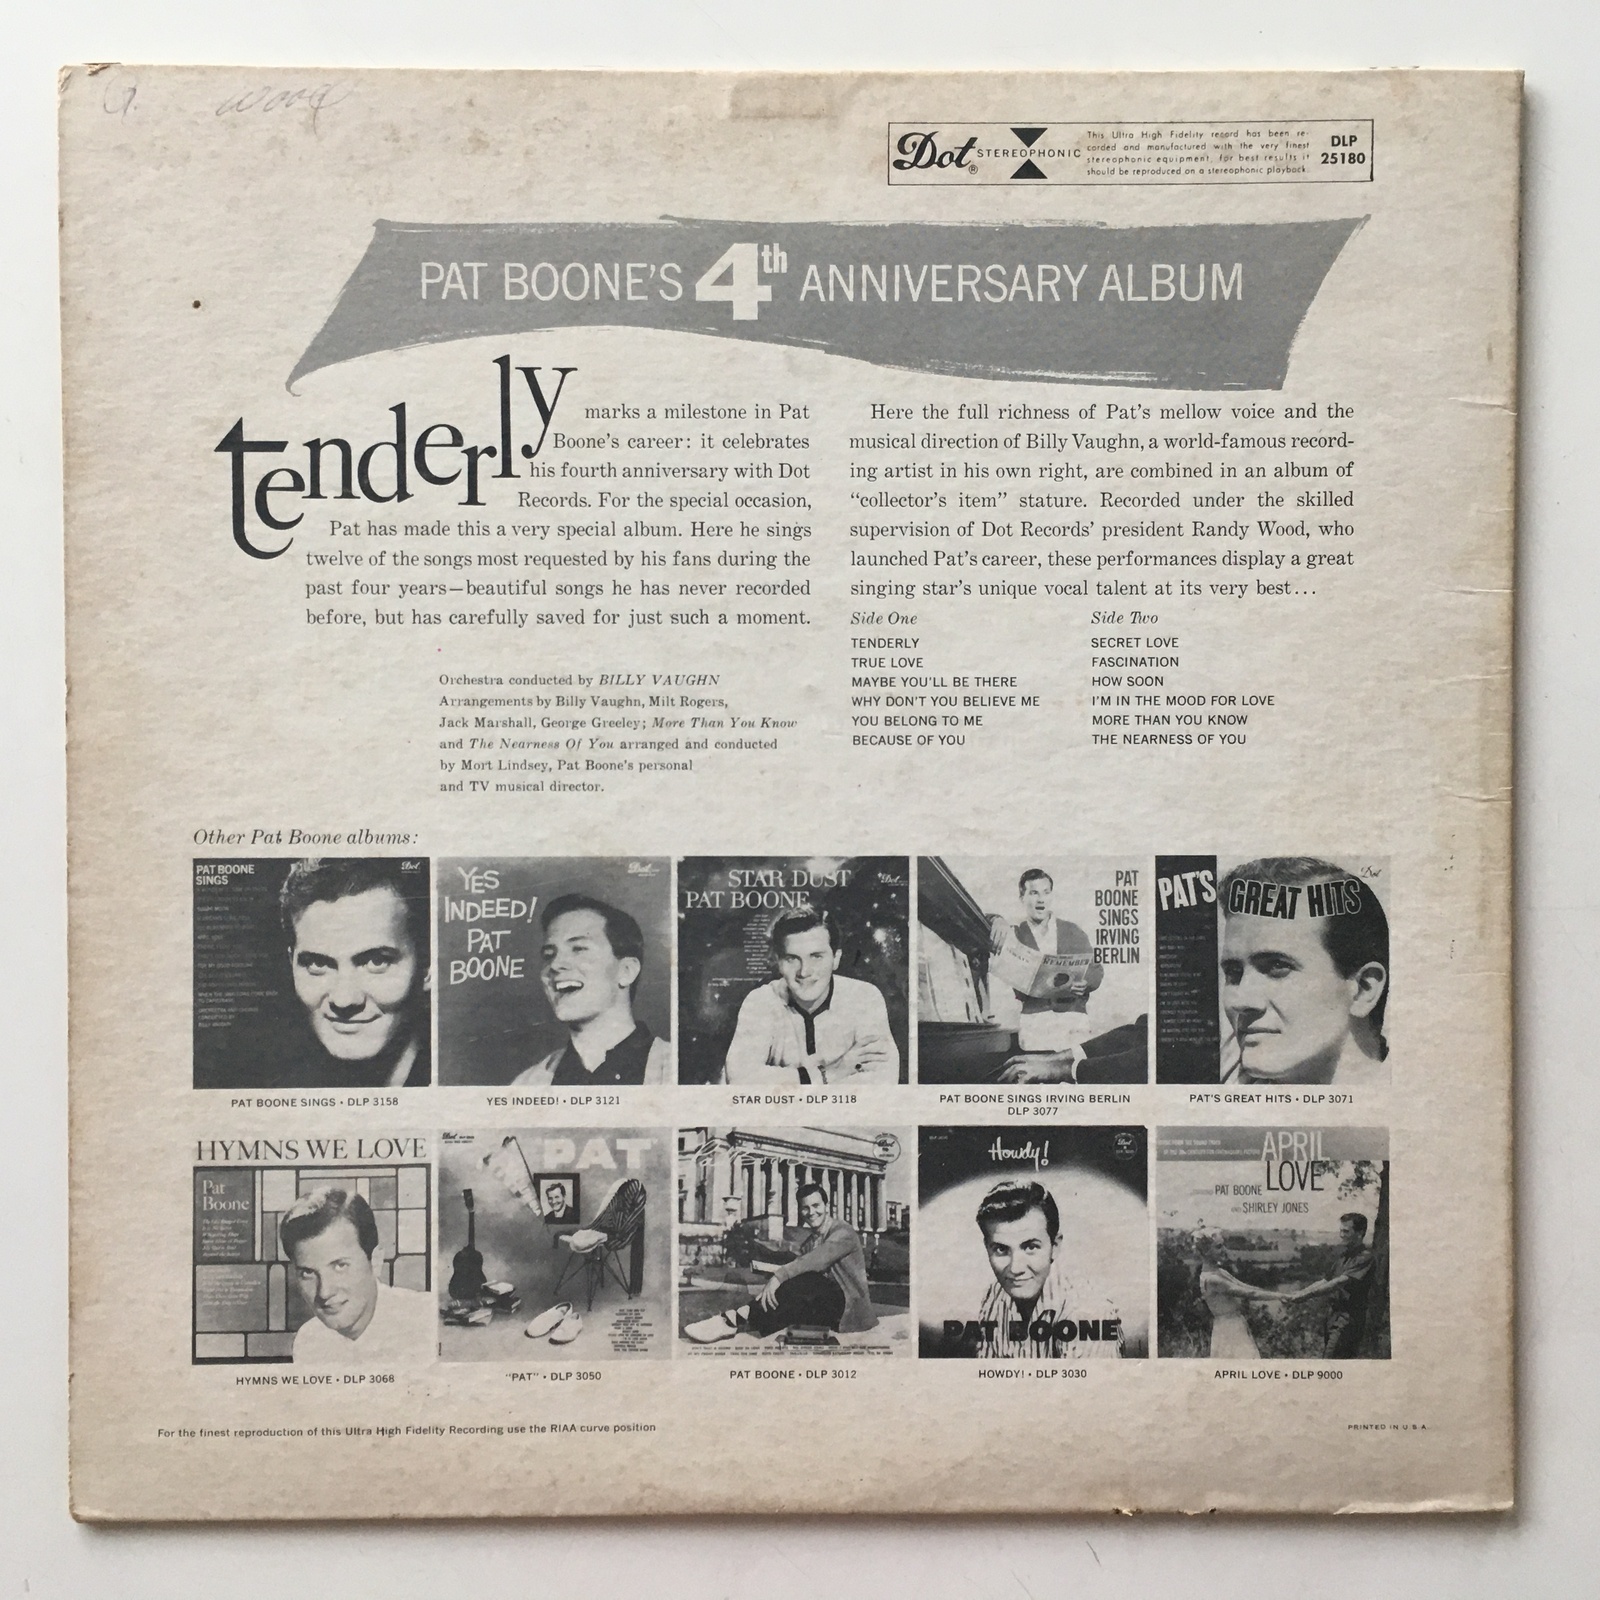 G. Wood
Dot® STEREOPHONIC
This Ultra High Fidelity record has been re-
corded and manufactured with the very finest
stereophonic equipment, for best results it
should be reproduced on a stereophonic playback.
DLP
25180
PAT BOONE'S 4th ANNIVERSARY ALBUM
tenderly marks a milestone in Pat
Boone's career: it celebrates
his fourth anniversary with Dot
Records. For the special occasion,
Pat has made this a very special album. Here he sings
twelve of the songs most requested by his fans during the
past four years—beautiful songs he has never recorded
before, but has carefully saved for just such a moment.
Orchestra conducted by BILLY VAUGHN
Arrangements by Billy Vaughn, Milt Rogers,
Jack Marshall, George Greeley; More Than You Know
and The Nearness Of You arranged and conducted
by Mort Lindsey, Pat Boone's personal
and TV musical director.
Here the full richness of Pat's mellow voice and the
musical direction of Billy Vaughn, a world-famous record-
ing artist in his own right, are combined in an album of
“collector's item” stature. Recorded under the skilled
supervision of Dot Records' president Randy Wood, who
launched Pat's career, these performances display a great
singing star's unique vocal talent at its very best...
Side One
TENDERLY
TRUE LOVE
MAYBE YOU'LL BE THERE
WHY DON'T YOU BELIEVE ME
YOU BELONG TO ME
BECAUSE OF YOU
Side Two
SECRET LOVE
FASCINATION
HOW SOON
I'M IN THE MOOD FOR LOVE
MORE THAN YOU KNOW
THE NEARNESS OF YOU
Other Pat Boone albums:
PAT BOONE
SINGS
Dot
PAT BOONE SINGS • DLP 3158
YES
INDEED!
PAT
BOONE
Dot
YES INDEED! • DLP 3121
STAR DUST
PAT BOONE
Dot
STAR DUST • DLP 3118
PAT
BOONE
SINGS
IRVING
BERLIN
REMEMBER
PAT BOONE SINGS IRVING BERLIN
DLP 3077
PAT'S GREAT HITS
Dot
PAT'S GREAT HITS • DLP 3071
HYMNS WE LOVE
Pat
Boone
HYMNS WE LOVE • DLP 3068
Dot
PAT
"PAT" • DLP 3050
Pat Boone
PAT BOONE • DLP 3012
Howdy!
PAT BOONE
HOWDY! • DLP 3030
APRIL
LOVE
PAT BOONE
AND SHIRLEY JONES
APRIL LOVE • DLP 9000
For the finest reproduction of this Ultra High Fidelity Recording use the RIAA curve position
PRINTED IN U.S.A.